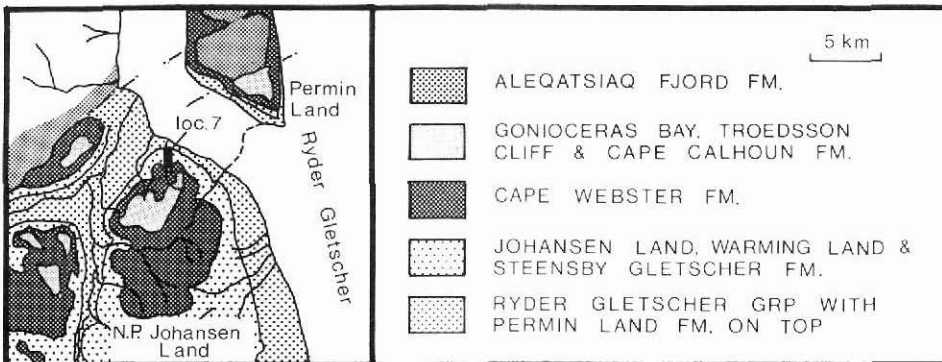 Permin
Land
loc.7
Ryder Gletscher
N.P. Johansen
Land
5 km
ALEQATSIAQ FJORD FM.
GONIOCERAS BAY, TROEDSSON
CLIFF & CAPE CALHOUN FM.
CAPE WEBSTER FM.
JOHANSEN LAND, WARMING LAND &
STEENSBY GLETSCHER FM.
RYDER GLETSCHER GRP WITH
PERMIN LAND FM. ON TOP